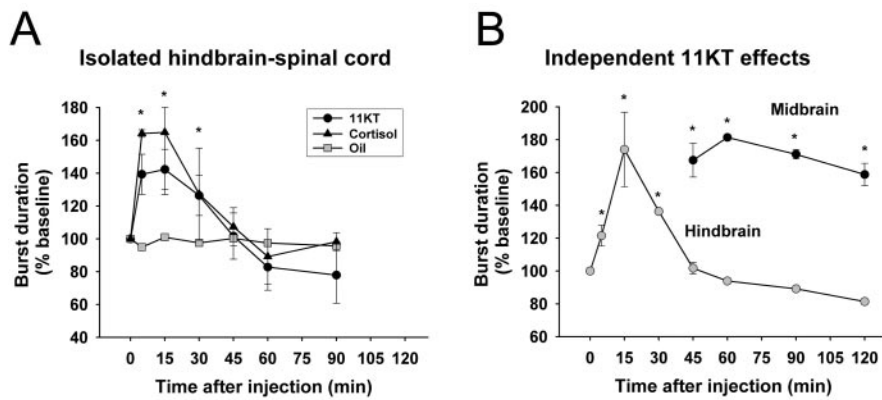 A
Isolated hindbrain-spinal cord
Burst duration
(% baseline)
180
160
140
120
100
80
60
40
* * *
11KT
Cortisol
Oil
0 15 30 45 60 75 90 105 120
Time after injection (min)
B
Independent 11KT effects
Burst duration
(% baseline)
200
180
160
140
120
100
80
60
* * * * * * *
Midbrain
Hindbrain
0 15 30 45 60 75 90 105 120
Time after injection (min)